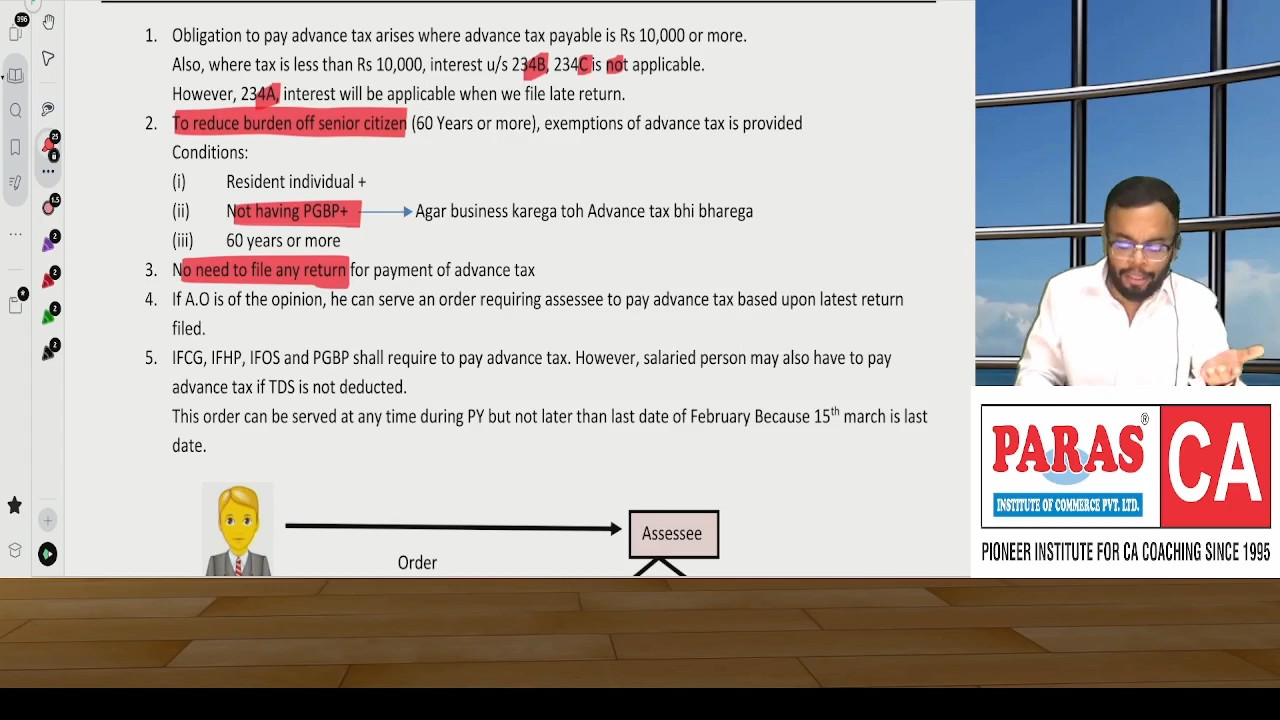 1. Obligation to pay advance tax arises where advance tax payable is Rs 10,000 or more.
Also, where tax is less than Rs 10,000, interest u/s 234B, 234C is not applicable.
However, 234A, interest will be applicable when we file late return.
2. To reduce burden off senior citizen (60 Years or more), exemptions of advance tax is provided
Conditions:
(i) Resident individual +
(ii) Not having PGBP+ Agar business karega toh Advance tax bhi bharega
(iii) 60 years or more
3. No need to file any return for payment of advance tax
4. If A.O is of the opinion, he can serve an order requiring assessee to pay advance tax based upon latest return
filed.
5. IFCG, IFHP, IFOS and PGBP shall require to pay advance tax. However, salaried person may also have to pay
advance tax if TDS is not deducted.
This order can be served at any time during PY but not later than last date of February Because 15th march is last
date.
Assessee
Order
PARAS ®
INSTITUTE OF COMMERCE PVT. LTD.
CA
PIONEER INSTITUTE FOR CA COACHING SINCE 1995
396
25
1.5
2
2
2
2